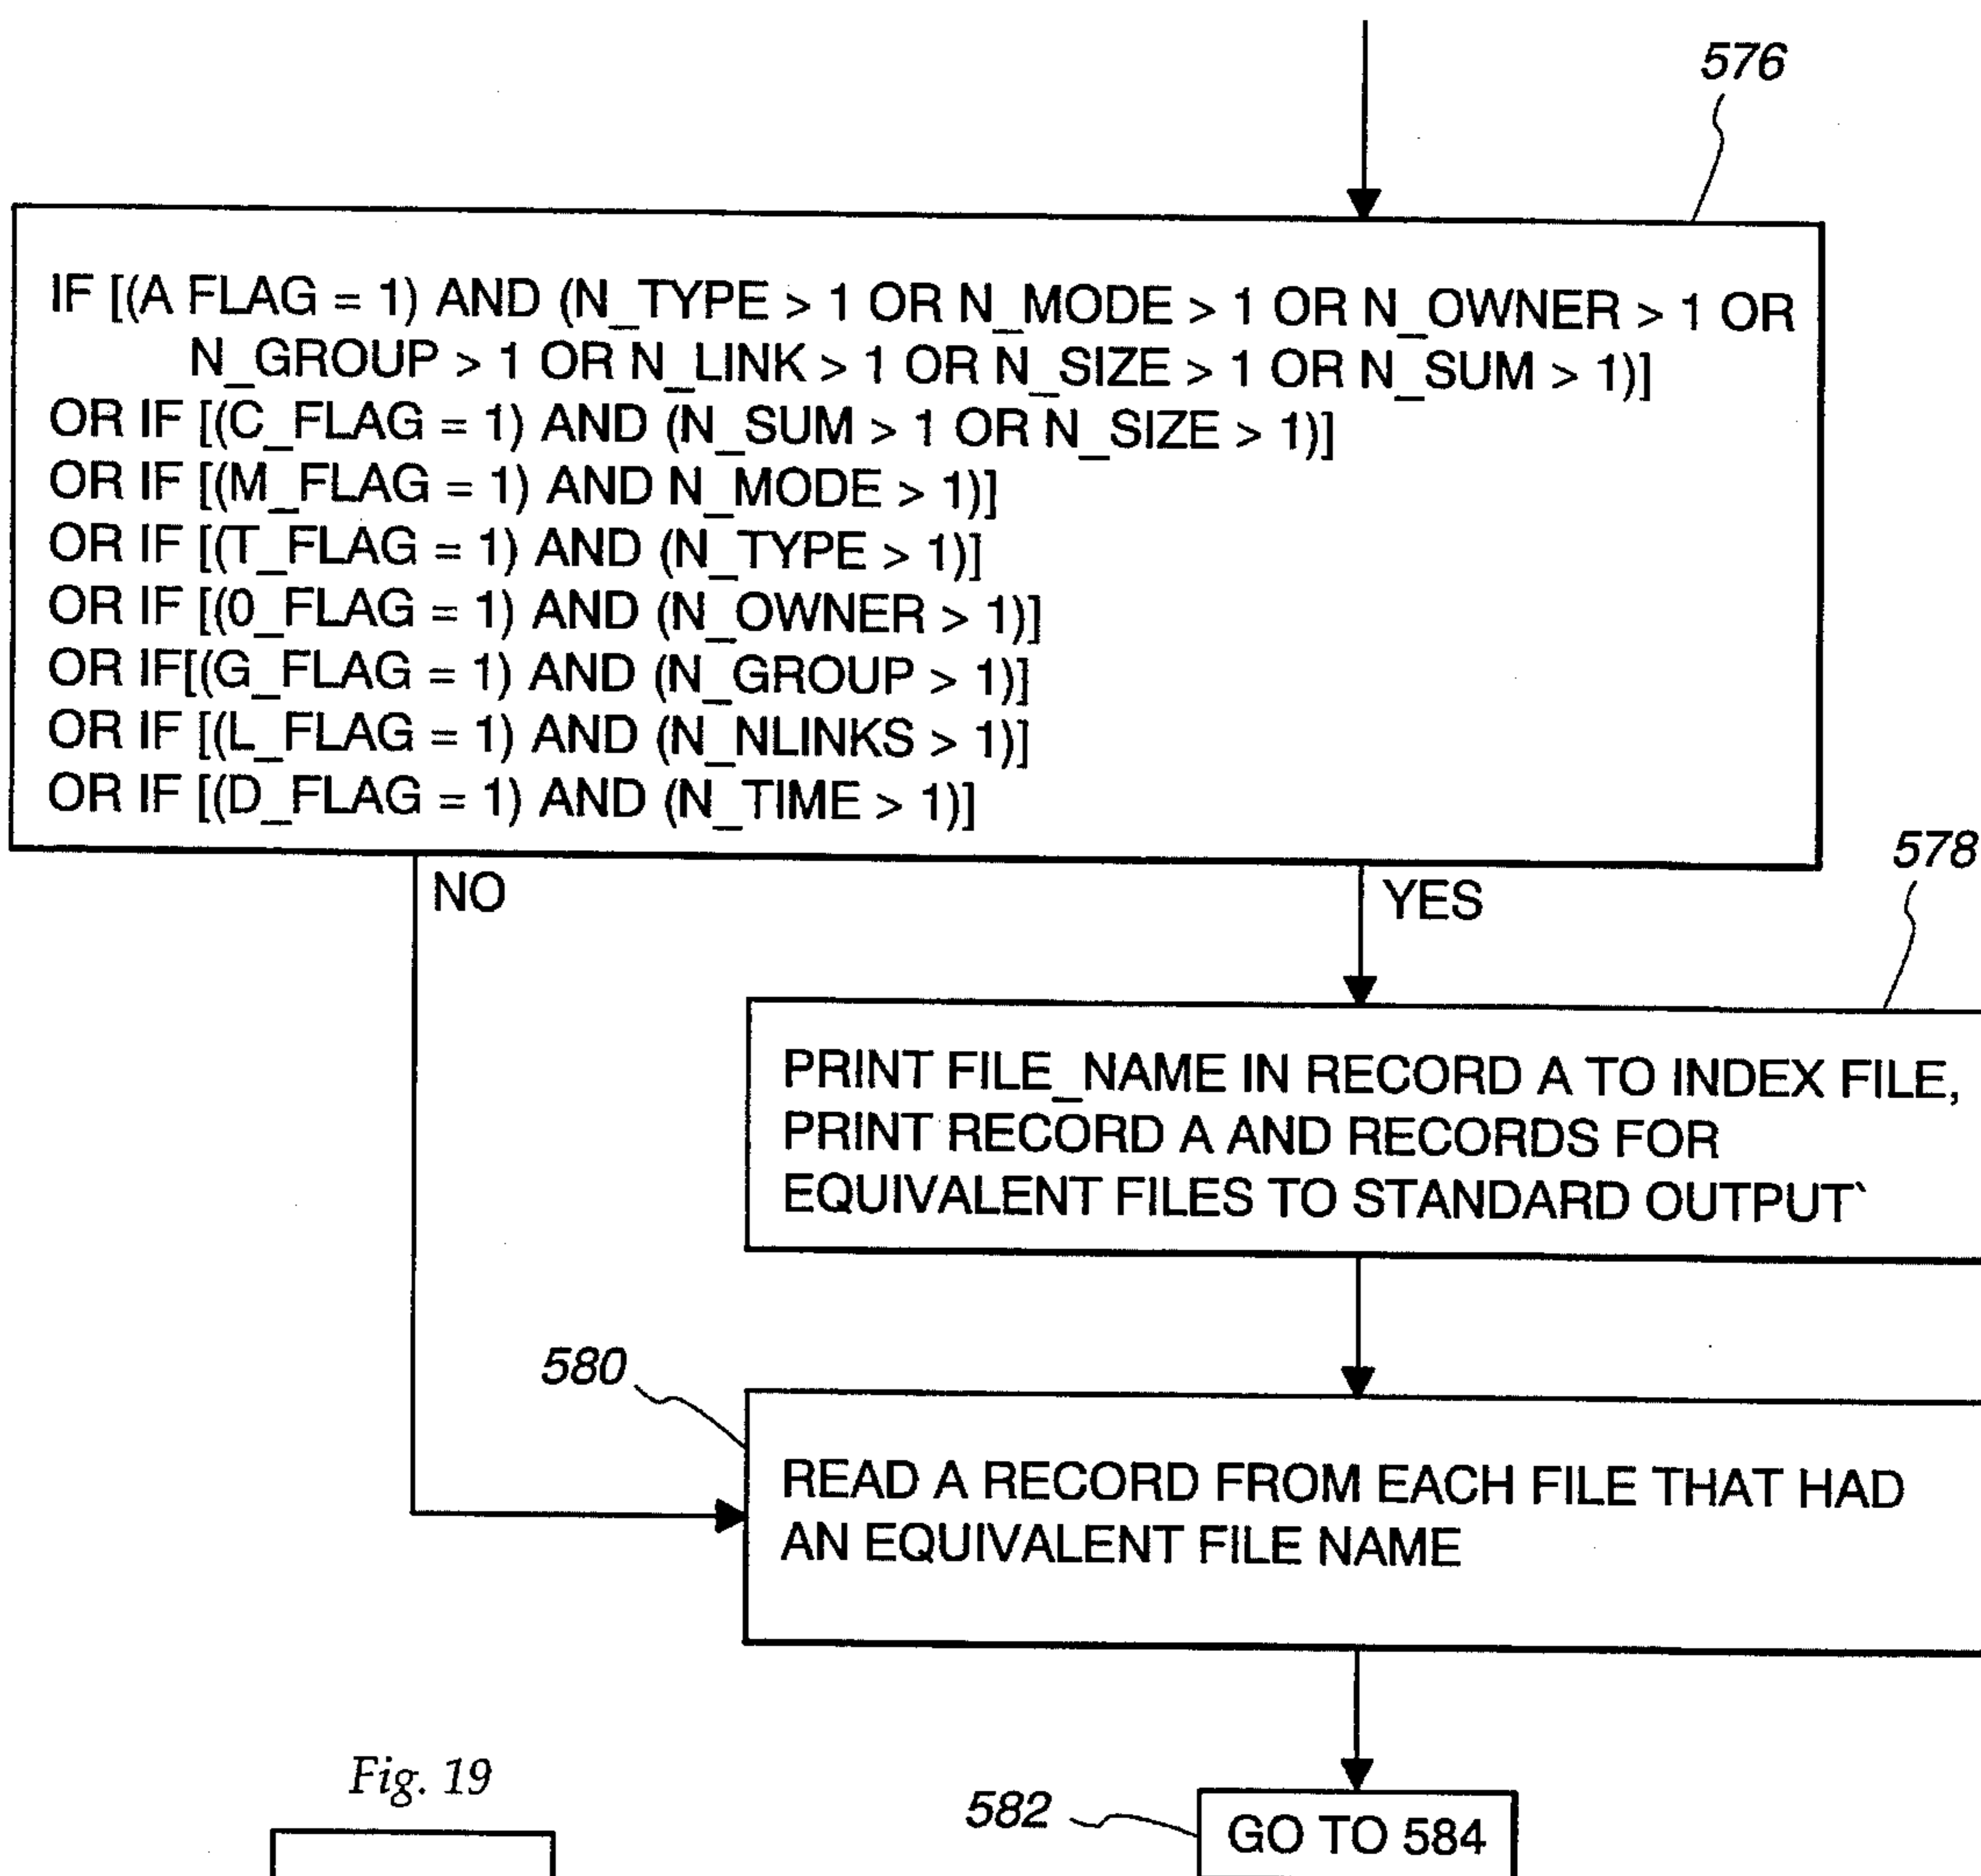 576
IF [(A FLAG = 1) AND (N_TYPE > 1 OR N_MODE > 1 OR N_OWNER > 1 OR
N_GROUP > 1 OR N_LINK > 1 OR N_SIZE > 1 OR N_SUM > 1)]
OR IF [(C_FLAG = 1) AND (N_SUM > 1 OR N_SIZE > 1)]
OR IF [(M_FLAG = 1) AND N_MODE > 1)]
OR IF [(T_FLAG = 1) AND (N_TYPE > 1)]
OR IF [(0_FLAG = 1) AND (N_OWNER > 1)]
OR IF[(G_FLAG = 1) AND (N_GROUP > 1)]
OR IF [(L_FLAG = 1) AND (N_NLINKS > 1)]
OR IF [(D_FLAG = 1) AND (N_TIME > 1)]
578
NO
YES
PRINT FILE_NAME IN RECORD A TO INDEX FILE,
PRINT RECORD A AND RECORDS FOR
EQUIVALENT FILES TO STANDARD OUTPUT`
580
READ A RECORD FROM EACH FILE THAT HAD
AN EQUIVALENT FILE NAME
Fig. 19
582
GO TO 584